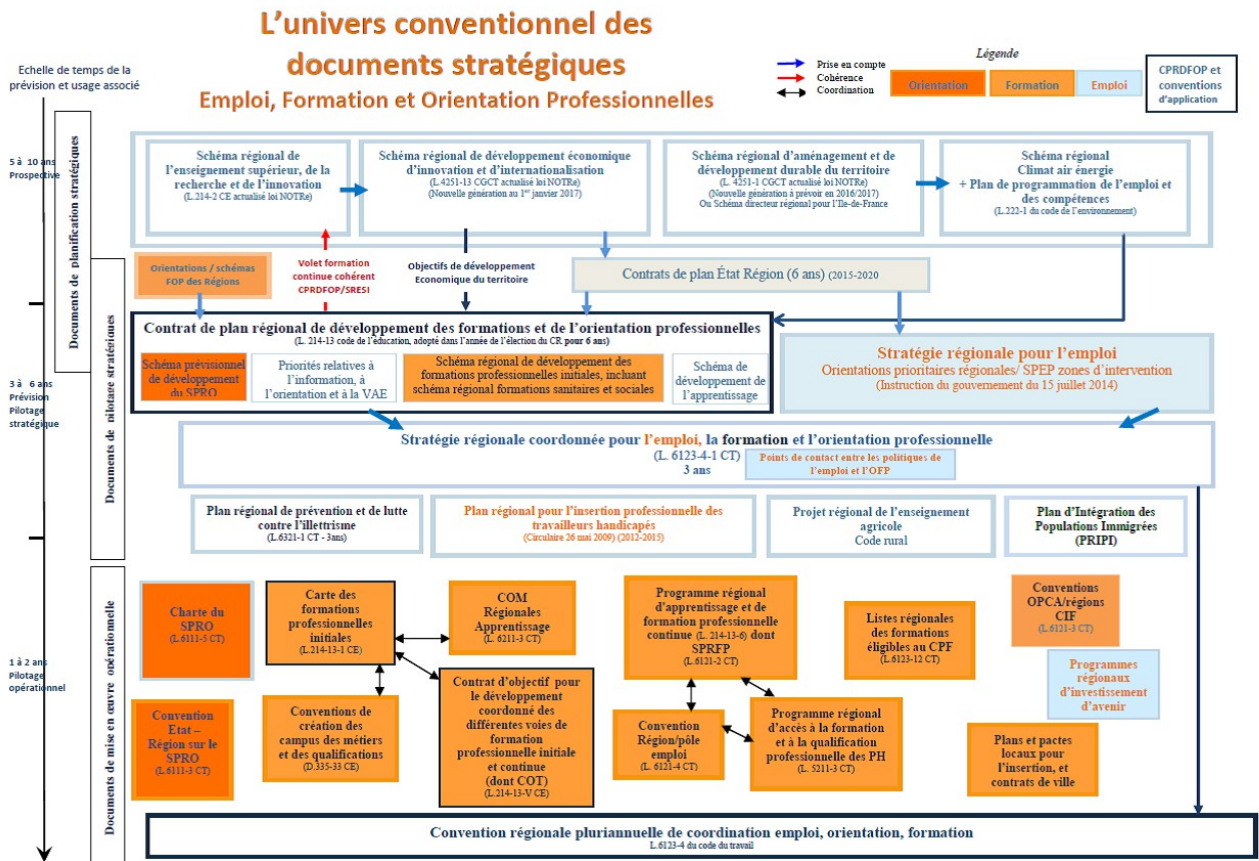 L'univers conventionnel des
documents stratégiques
Emploi, Formation et Orientation Professionnelles
Echelle de temps de la
prévision et usage associé
Légende
Prise en compte
Cohérence
Coordination
Orientation
Formation
Emploi
CPRDFOP et
conventions
d'application
5 à 10 ans
Prospective
3 à 6 ans
Prévision
Pilotage
stratégique
1 à 2 ans
Pilotage
opérationnel
Documents de planification stratégiques
Documents de pilotage stratégiques
Documents de mise en œuvre opérationnelle
Schéma régional de
l'enseignement supérieur, de la
recherche et de l'innovation
(L.214-2 CE actualisé loi NOTRe)
Schéma régional de développement économique
d'innovation et d'internationalisation
(L.4251-13 CGCT actualisé loi NOTRe)
(Nouvelle génération au 1er janvier 2017)
Schéma régional d'aménagement et de
développement durable du territoire
(L. 4251-1 CGCT actualisé loi NOTRe)
(Nouvelle génération à prévoir en 2016/2017)
Ou Schéma directeur régional pour l'Ile-de-France
Schéma régional
Climat air énergie
+ Plan de programmation de l'emploi et
des compétences
(L.222-1 du code de l'environnement)
Orientations / schémas
FOP des Régions
Volet formation
continue cohérent
CPRDFOP/SRESI
Objectifs de développement
Economique du territoire
Contrats de plan État Région (6 ans) (2015-2020
Contrat de plan régional de développement des formations et de l'orientation professionnelles
(L. 214-13 code de l'éducation, adopté dans l'année de l'élection du CR pour 6 ans)
Schéma prévisionnel
de développement
du SPRO
Priorités relatives à
l'information, à
l'orientation et à la VAE
Schéma régional de développement des
formations professionnelles initiales, incluant
schéma régional formations sanitaires et sociales
Schéma de
développement de
l'apprentissage
Stratégie régionale pour l'emploi
Orientations prioritaires régionales/ SPEP zones d'intervention
(Instruction du gouvernement du 15 juillet 2014)
Stratégie régionale coordonnée pour l'emploi, la formation et l'orientation professionnelle
(L. 6123-4-1 CT)
3 ans
Points de contact entre les politiques de
l'emploi et l'OFP
Plan régional de prévention et de lutte
contre l'illettrisme
(L.6321-1 CT - 3ans)
Plan régional pour l'insertion professionnelle des
travailleurs handicapés
(Circulaire 26 mai 2009) (2012-2015)
Projet régional de l'enseignement
agricole
Code rural
Plan d'Intégration des
Populations Immigrées
(PRIPI)
Charte du
SPRO
(L.6111-5 CT)
Carte des
formations
professionnelles
initiales
(L.214-13-1 CE)
COM
Régionales
Apprentissage
(L. 6211-3 CT)
Programme régional
d'apprentissage et de
formation professionnelle
continue (L. 214-13-6) dont
SPRFP
(L.6121-2 CT)
Listes régionales
des formations
éligibles au CPF
(L.6123-12 CT)
Conventions
OPCA/régions
CIF
(L.6121-3 CT)
Programmes
régionaux
d'investissement
d'avenir
Convention
Etat –
Région sur le
SPRO
(L.6111-3 CT)
Conventions de
création des
campus des métiers
et des qualifications
(D.335-33 CE)
Contrat d'objectif pour
le développement
coordonné des
différentes voies de
formation
professionnelle initiale
et continue
(dont COT)
(L.214-13-V CE)
Convention
Région/pôle
emploi
(L. 6121-4 CT)
Programme régional
d'accès à la formation
et à la qualification
professionnelle des PH
(L. 5211-3 CT)
Plans et pactes
locaux pour
l'insertion, et
contrats de ville
Convention régionale pluriannuelle de coordination emploi, orientation, formation
L.6123-4 du code du travail